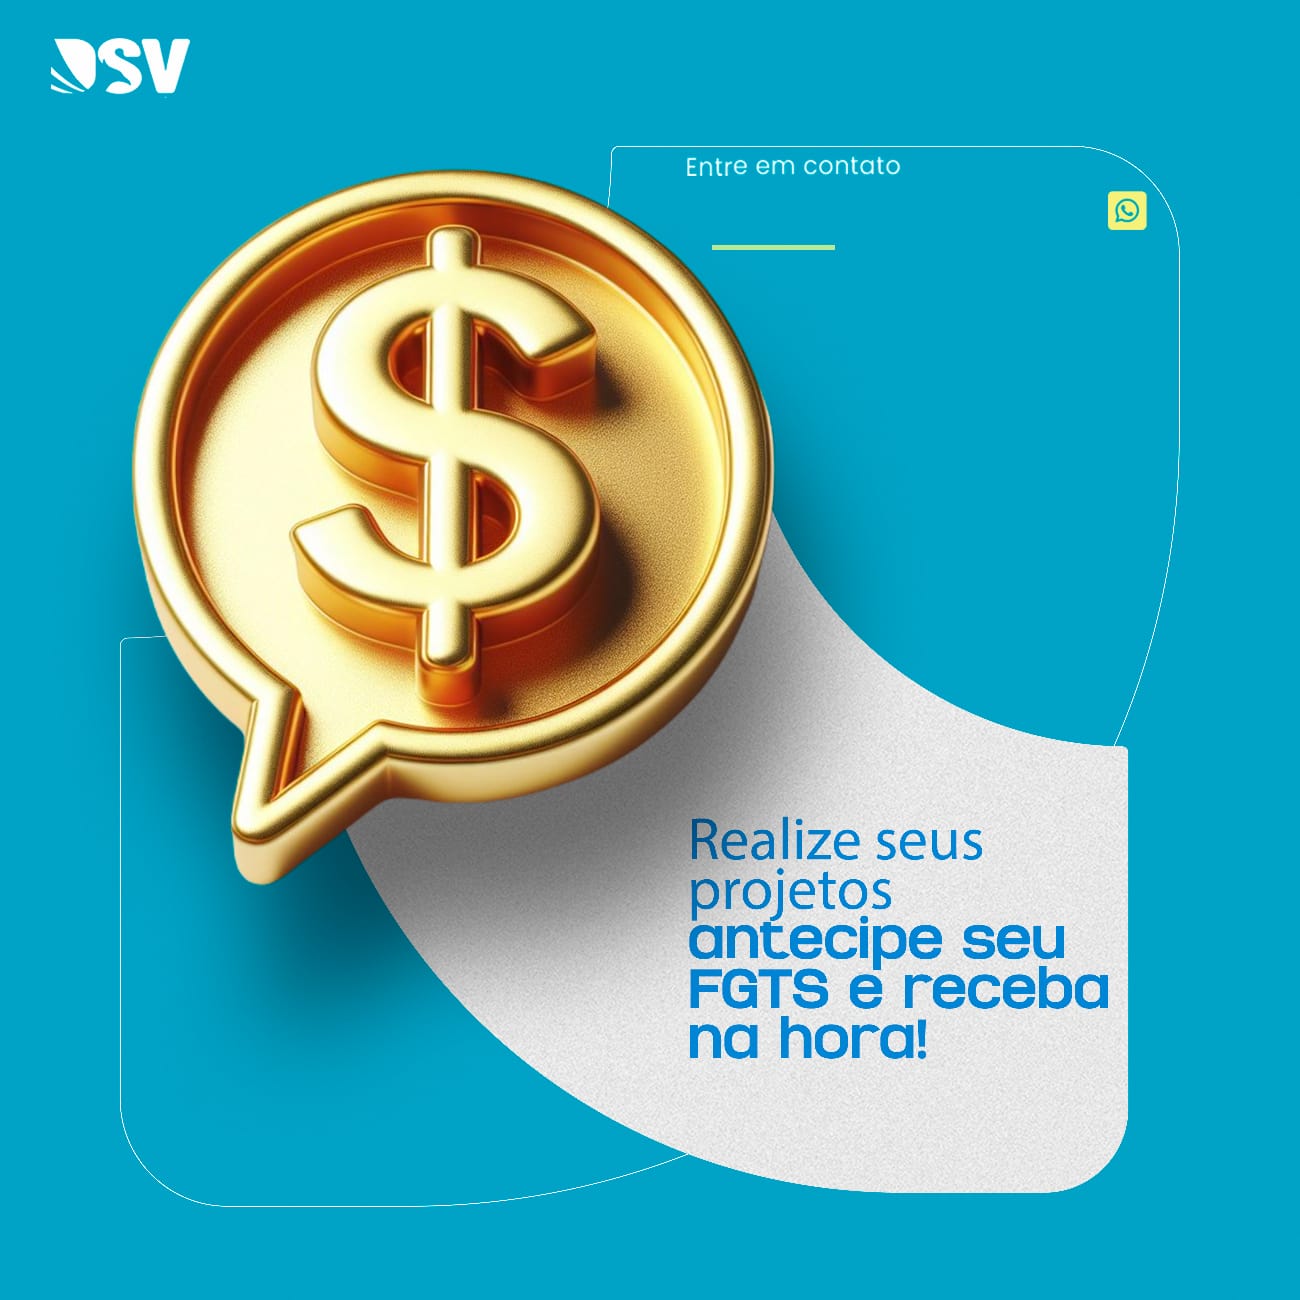 DSV
Entre em contato
$
Realize seus
projetos
antecipe seu
FGTS e receba
na hora!